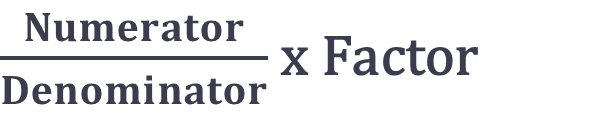 Numerator
Denominator
x Factor